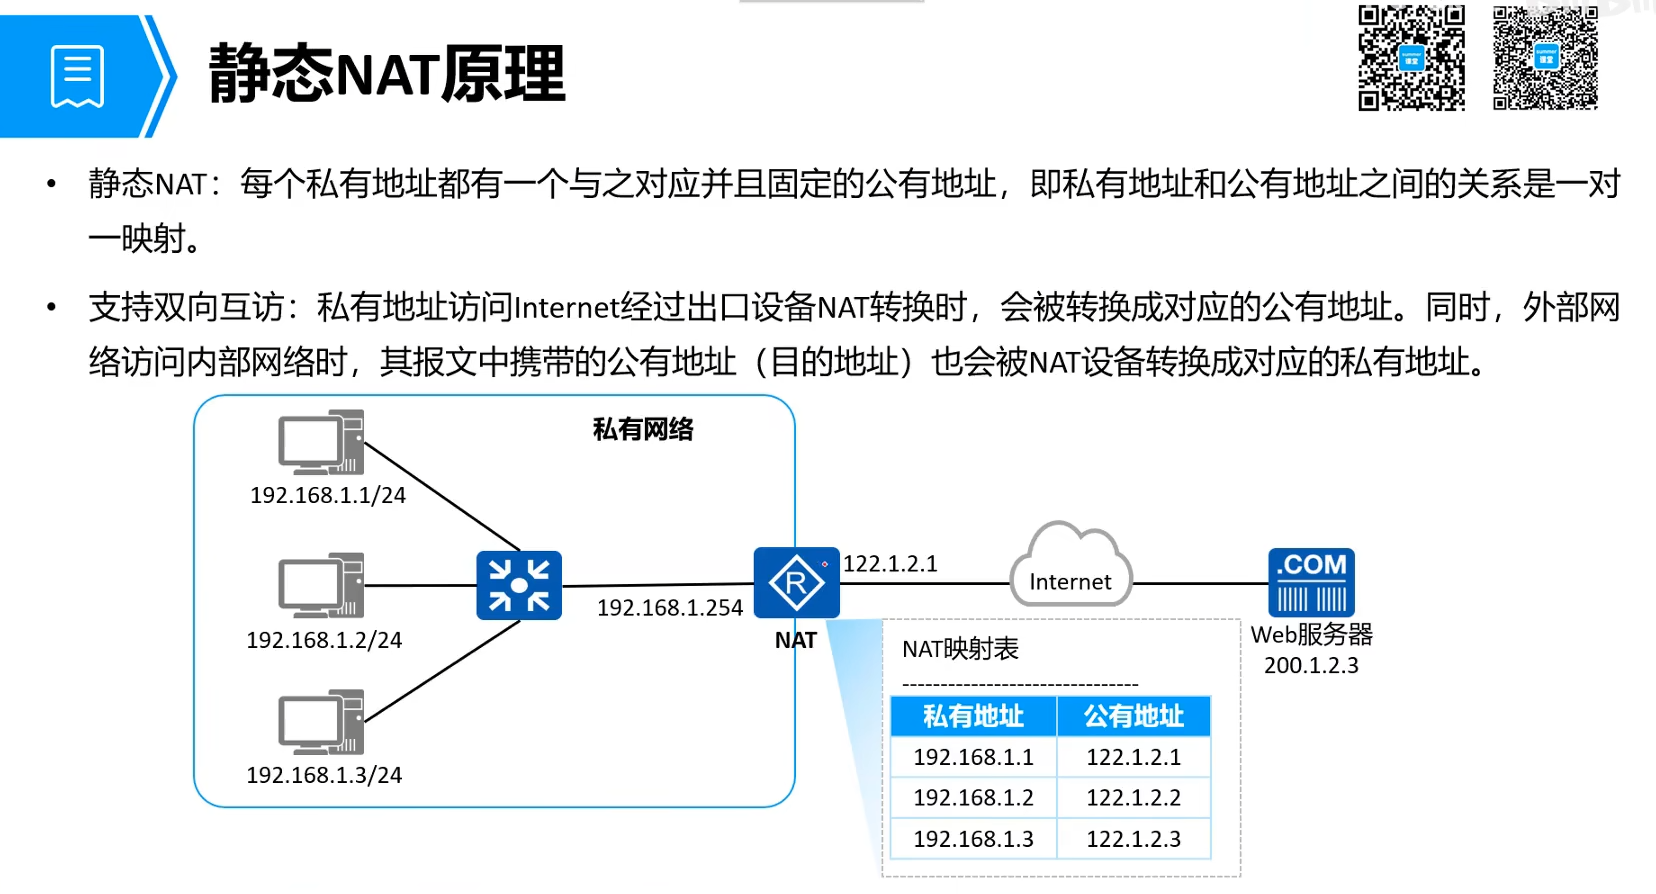 静态NAT原理
• 静态NAT：每个私有地址都有一个与之对应并且固定的公有地址，即私有地址和公有地址之间的关系是一对
一映射。
• 支持双向互访：私有地址访问Internet经过出口设备NAT转换时，会被转换成对应的公有地址。同时，外部网
络访问内部网络时，其报文中携带的公有地址（目的地址）也会被NAT设备转换成对应的私有地址。
私有网络
192.168.1.1/24
192.168.1.2/24
192.168.1.3/24
192.168.1.254
R
NAT
122.1.2.1
Internet
.COM
Web服务器
200.1.2.3
NAT映射表
-------------------------------
私有地址 公有地址
192.168.1.1 122.1.2.1
192.168.1.2 122.1.2.2
192.168.1.3 122.1.2.3